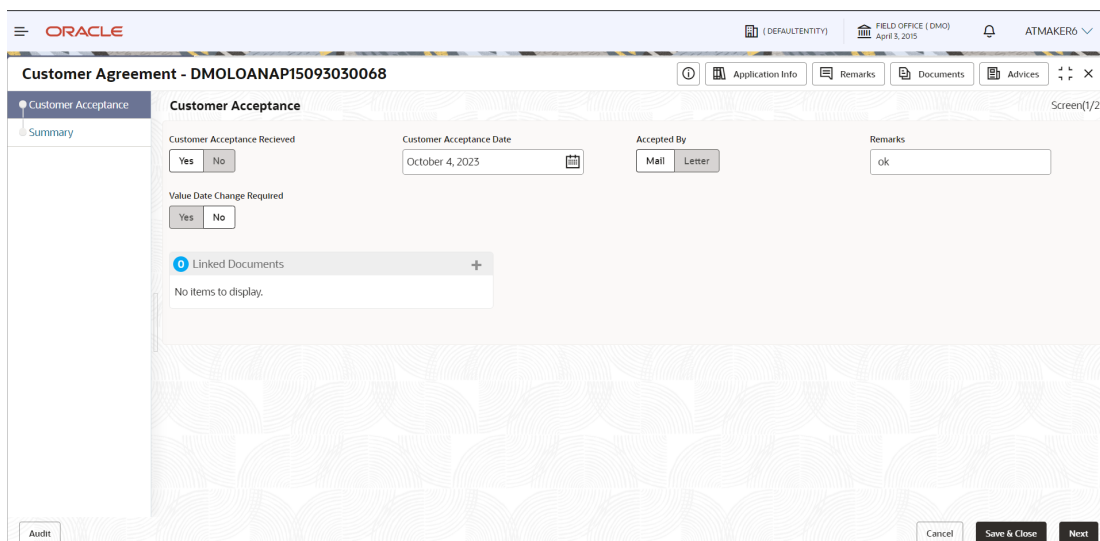 ORACLE
( DEFAULTENTITY)
FIELD OFFICE ( DMO)
April 3, 2015
ATMAKER6
Customer Agreement - DMOLOANAP15093030068
Application Info
Remarks
Documents
Advices
Customer Acceptance
Summary
Customer Acceptance
Screen(1/2
Customer Acceptance Recieved
Customer Acceptance Date
Accepted By
Remarks
Yes No
October 4, 2023
Mail Letter
ok
Value Date Change Required
Yes No
0 Linked Documents
No items to display.
Audit
Cancel
Save & Close
Next